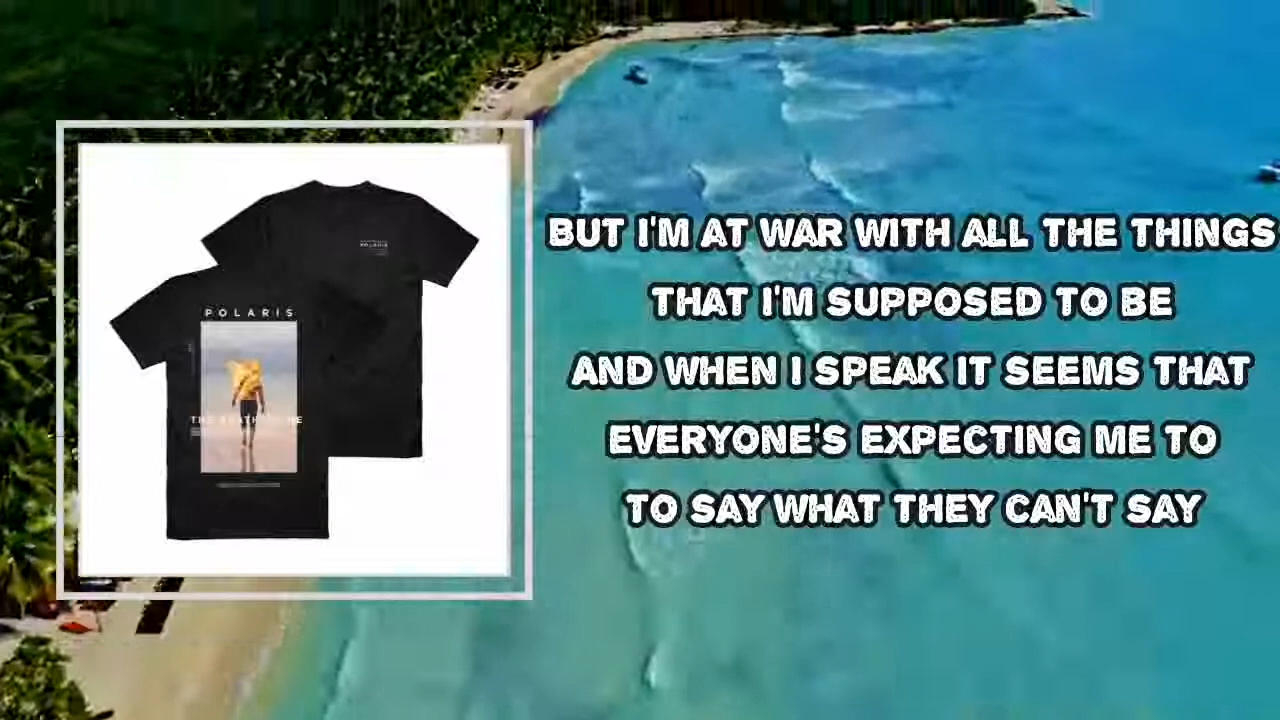 POLARIS
POLARIS
BUT I'M AT WAR WITH ALL THE THINGS
THAT I'M SUPPOSED TO BE
AND WHEN I SPEAK IT SEEMS THAT
EVERYONE'S EXPECTING ME TO
TO SAY WHAT THEY CAN'T SAY